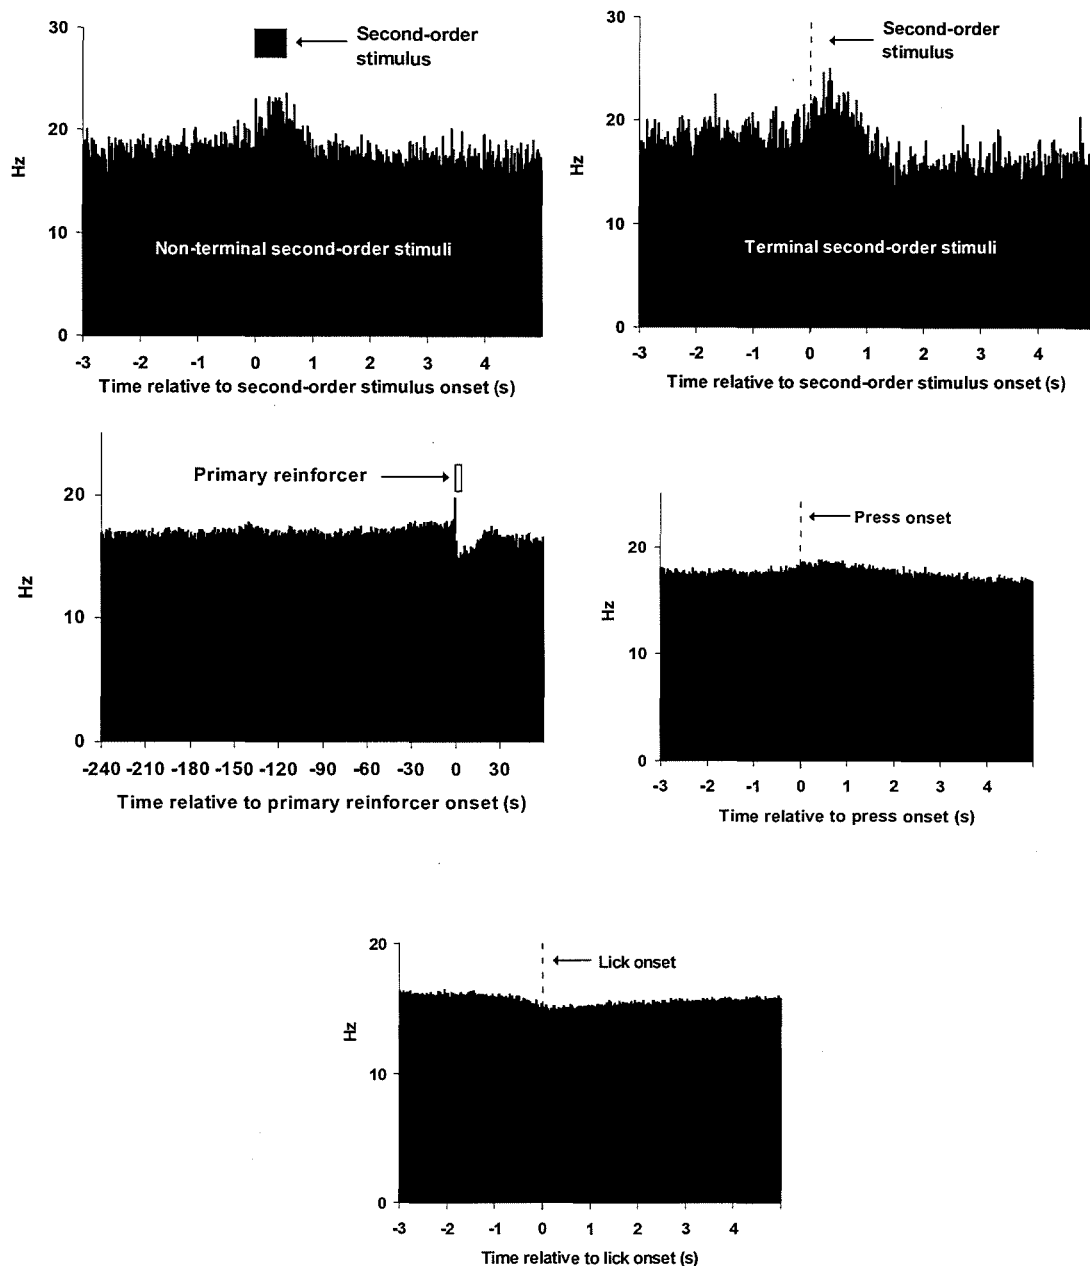 30
20
10
0
Hz
Second-order
stimulus
Non-terminal second-order stimuli
-3 -2 -1 0 1 2 3 4
Time relative to second-order stimulus onset (s)
30
20
10
0
Hz
Second-order
stimulus
Terminal second-order stimuli
-3 -2 -1 0 1 2 3 4
Time relative to second-order stimulus onset (s)
20
10
0
Hz
Primary reinforcer
-240 -210 -180 -150 -120 -90 -60 -30 0 30
Time relative to primary reinforcer onset (s)
20
10
0
Hz
Press onset
-3 -2 -1 0 1 2 3 4
Time relative to press onset (s)
20
10
0
Hz
Lick onset
-3 -2 -1 0 1 2 3 4
Time relative to lick onset (s)